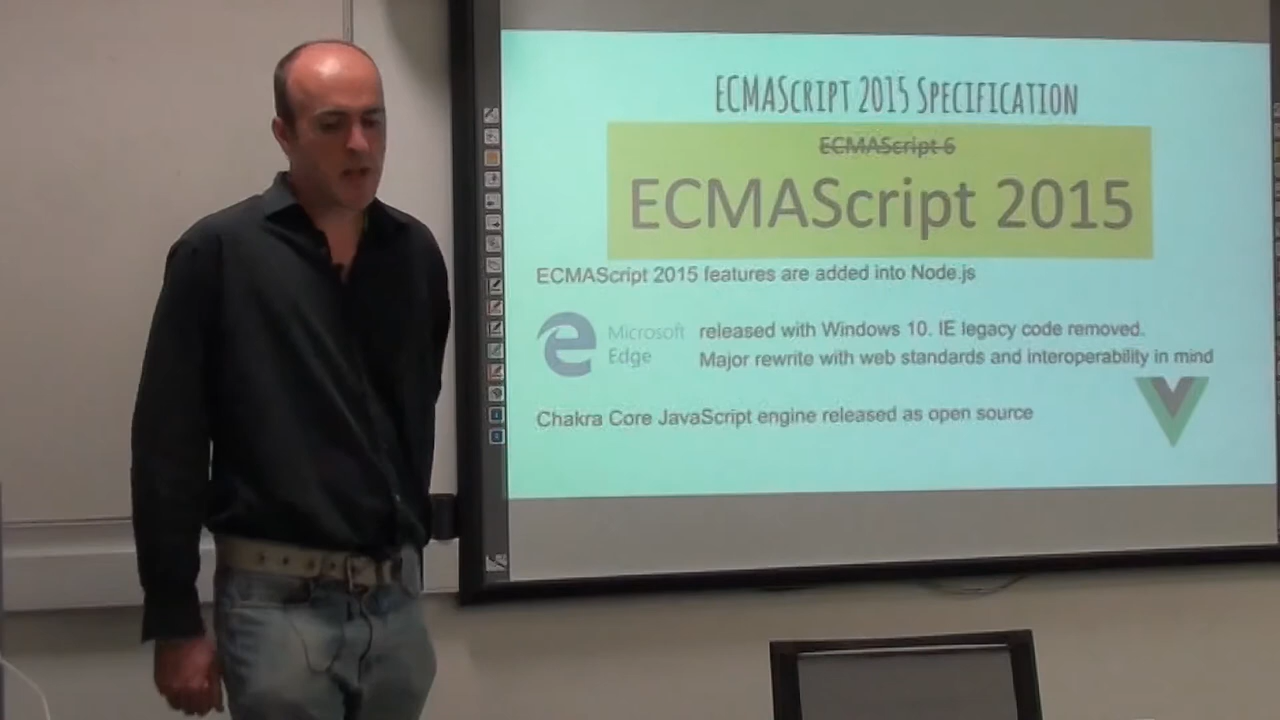 ECMAScript 2015 Specification
ECMAScript 6
ECMAScript 2015
ECMAScript 2015 features are added into Node.js
Microsoft
Edge
released with Windows 10. IE legacy code removed.
Major rewrite with web standards and interoperability in mind
Chakra Core JavaScript engine released as open source